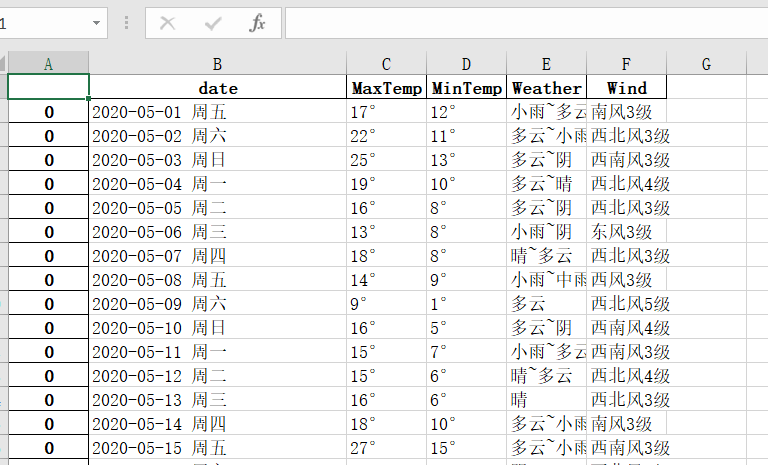 1
A B C D E F G
date MaxTemp MinTemp Weather Wind
0 2020-05-01 周五 17° 12° 小雨~多云 南风3级
0 2020-05-02 周六 22° 11° 多云~小雨 西北风3级
0 2020-05-03 周日 25° 13° 多云~阴 西南风3级
0 2020-05-04 周一 19° 10° 多云~晴 西北风4级
0 2020-05-05 周二 16° 8° 多云~阴 西北风3级
0 2020-05-06 周三 13° 8° 小雨~阴 东风3级
0 2020-05-07 周四 18° 8° 晴~多云 西北风3级
0 2020-05-08 周五 14° 9° 小雨~中雨 西风3级
0 2020-05-09 周六 9° 1° 多云 西北风5级
0 2020-05-10 周日 16° 5° 多云~阴 西南风4级
0 2020-05-11 周一 15° 7° 小雨~多云 西南风3级
0 2020-05-12 周二 15° 6° 晴~多云 西北风4级
0 2020-05-13 周三 16° 6° 晴 西北风3级
0 2020-05-14 周四 18° 10° 多云~小雨 南风3级
0 2020-05-15 周五 27° 15° 多云~小雨 西南风3级